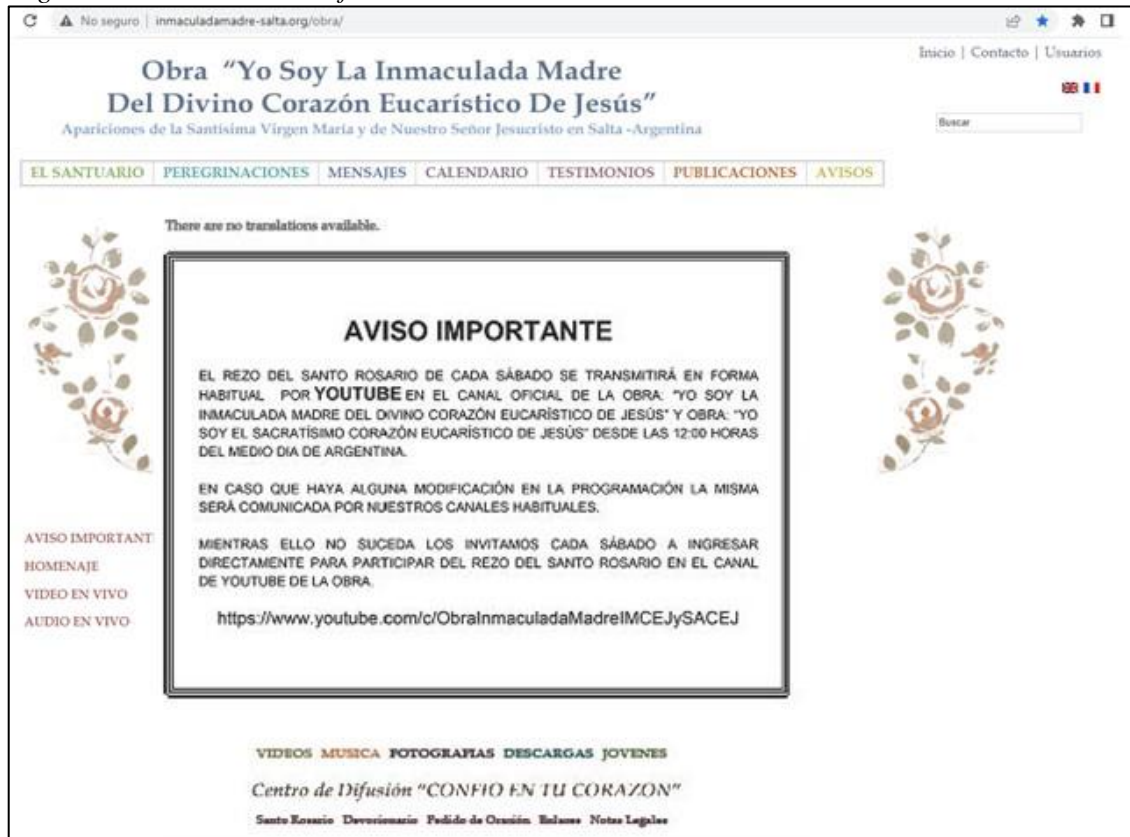 No seguro | inmaculadamadre-salta.org/obra/
Inicio | Contacto | Usuarios
Obra "Yo Soy La Inmaculada Madre
Del Divino Corazón Eucarístico De Jesús"
Apariciones de la Santísima Virgen María y de Nuestro Señor Jesucristo en Salta -Argentina
Buscar
EL SANTUARIO PEREGRINACIONES MENSAJES CALENDARIO TESTIMONIOS PUBLICACIONES AVISOS
There are no translations available.
AVISO IMPORTANTE
EL REZO DEL SANTO ROSARIO DE CADA SÁBADO SE TRANSMITIRÁ EN FORMA
HABITUAL POR YOUTUBE EN EL CANAL OFICIAL DE LA OBRA: "YO SOY LA
INMACULADA MADRE DEL DIVINO CORAZÓN EUCARÍSTICO DE JESÚS" Y OBRA: "YO
SOY EL SACRATÍSIMO CORAZÓN EUCARÍSTICO DE JESÚS" DESDE LAS 12:00 HORAS
DEL MEDIO DIA DE ARGENTINA.
EN CASO QUE HAYA ALGUNA MODIFICACIÓN EN LA PROGRAMACIÓN LA MISMA
SERÁ COMUNICADA POR NUESTROS CANALES HABITUALES.
MIENTRAS ELLO NO SUCEDA LOS INVITAMOS CADA SÁBADO A INGRESAR
DIRECTAMENTE PARA PARTICIPAR DEL REZO DEL SANTO ROSARIO EN EL CANAL
DE YOUTUBE DE LA OBRA.
https://www.youtube.com/c/ObraInmaculadaMadreIMCEJySACEJ
AVISO IMPORTANT
HOMENAJE
VIDEO EN VIVO
AUDIO EN VIVO
VIDEOS MUSICA FOTOGRAFIAS DESCARGAS JOVENES
Centro de Difusión "CONFIO EN TU CORAZON"
Santo Rosario Devocionario Pedido de Oración Enlaces Notas Legales